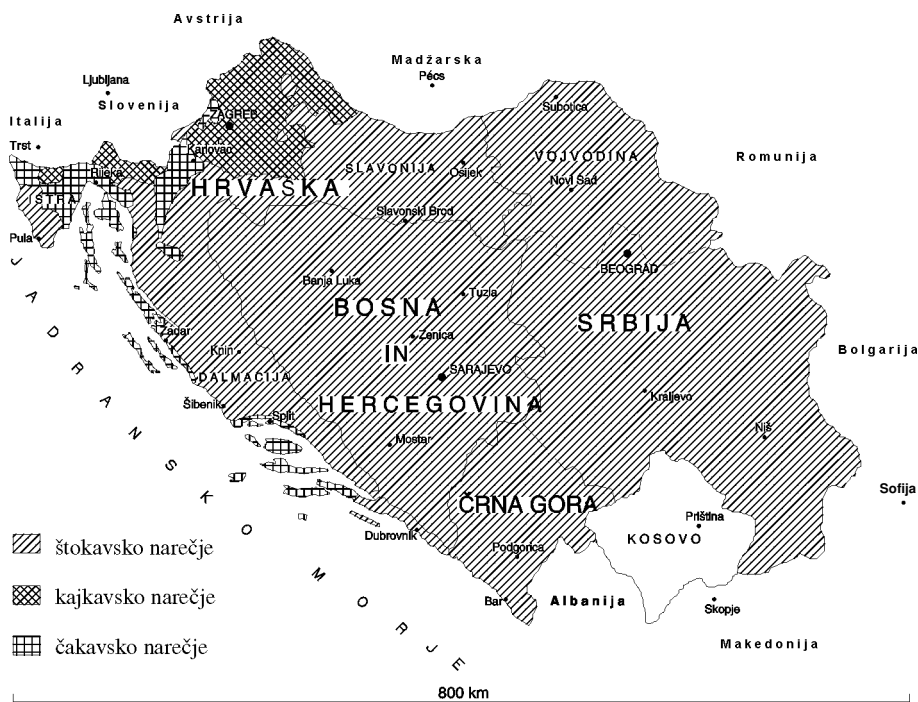 Avstrija
Madžarska
Pécs
Ljubljana
Slovenija
Subotica
ZAGREB
Italija
Trst
Karlovac
VOJVODINA
Romunija
SLAVONIJA
Osijek
Rijeka
Novi Sad
HRVAŠKA
ISTRA
Slavonski Brod
Pula
BEOGRAD
Banja Luka
Tuzla
BOSNA
SRBIJA
Zadar
Zenica
Knin
IN
Bolgarija
SARAJEVO
DALMACIJA
Kraljevo
Šibenik
HERCEGOVINA
Split
Niš
Mostar
Sofija
ČRNA GORA
Priština
Dubrovnik
KOSOVO
Podgorica
Bar
Albanija
Skopje
Makedonija
JADRANSKO MORJE
štokavsko narečje
kajkavsko narečje
čakavsko narečje
800 km